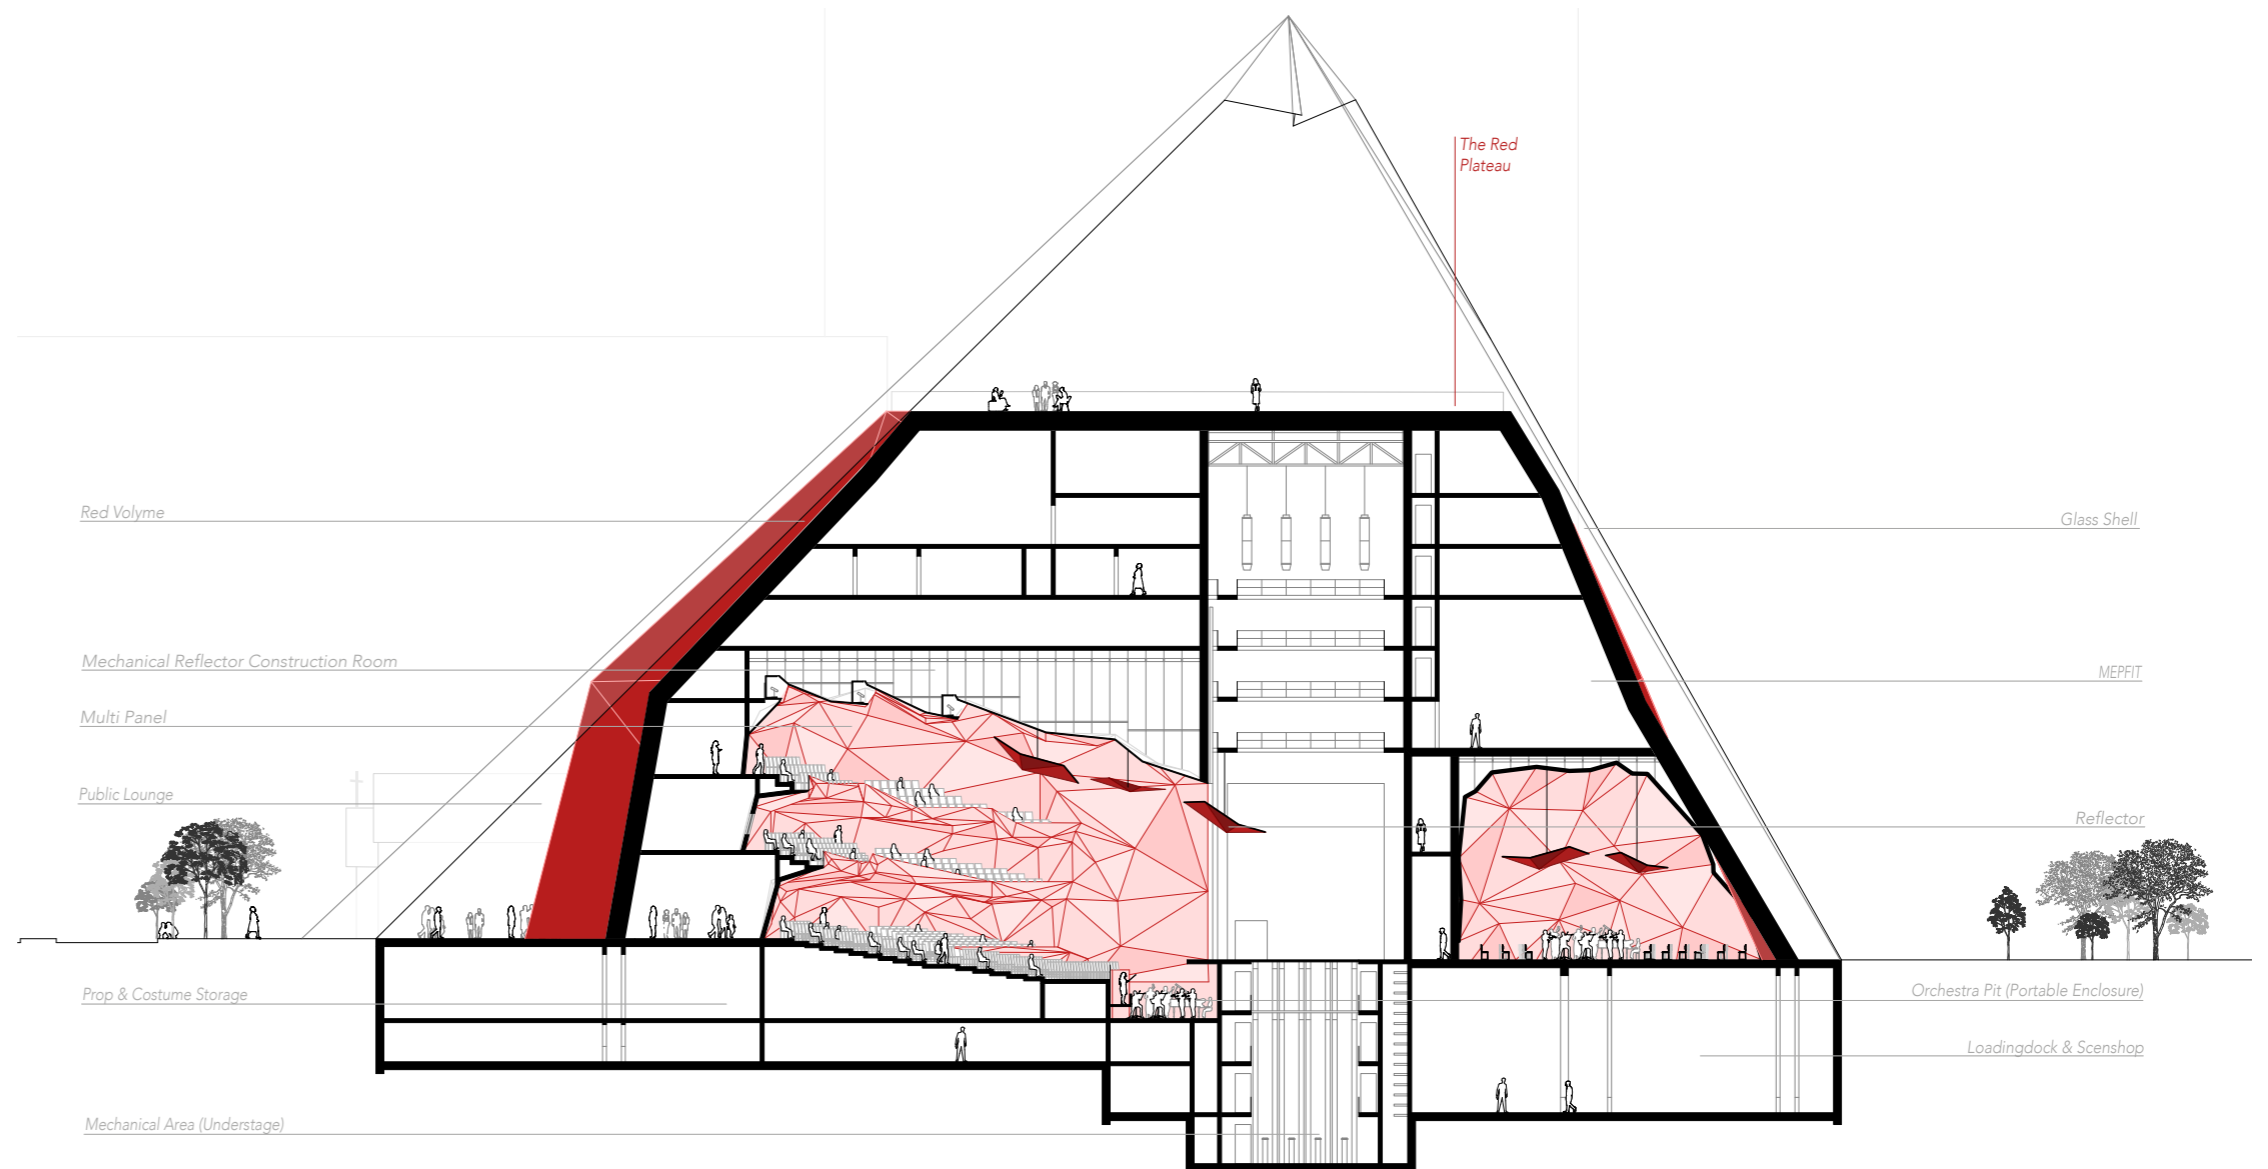 The Red
Plateau
Red Volyme
Glass Shell
Mechanical Reflector Construction Room
MEPFIT
Multi Panel
Public Lounge
Reflector
Prop & Costume Storage
Orchestra Pit (Portable Enclosure)
Loadingdock & Scenshop
Mechanical Area (Understage)